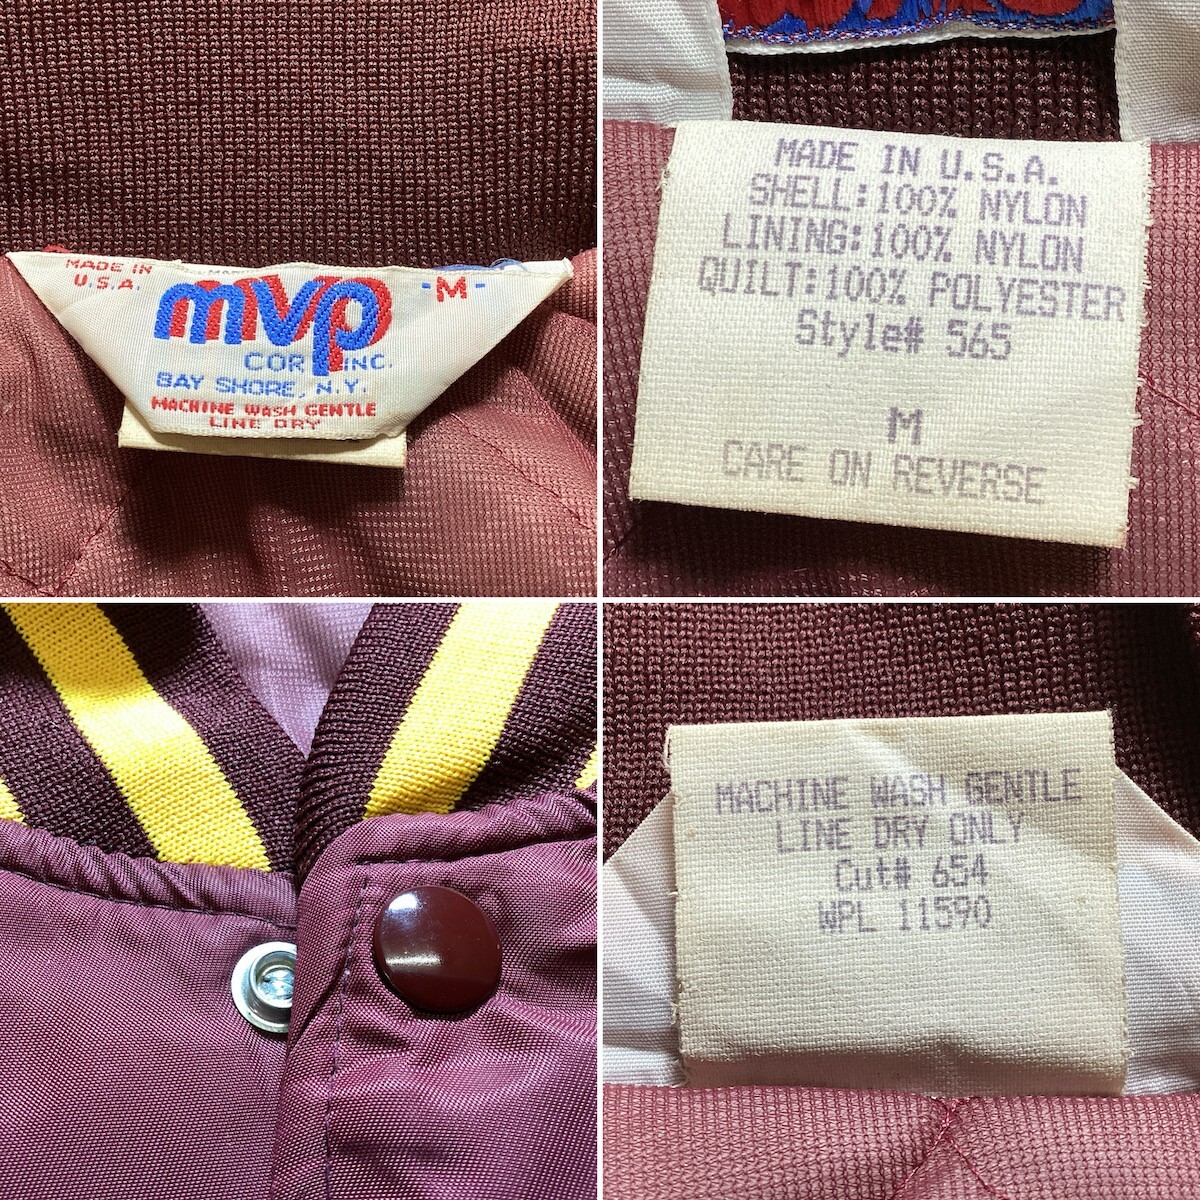 MADE IN
U.S.A.
mvp
-M-
COR INC.
BAY SHORE, N.Y.
MACHINE WASH GENTLE
LINE DRY
MADE IN U.S.A.
SHELL:100% NYLON
LINING:100% NYLON
QUILT:100% POLYESTER
Style# 565
M
CARE ON REVERSE
MACHINE WASH GENTLE
LINE DRY ONLY
Cut# 654
WPL 11590